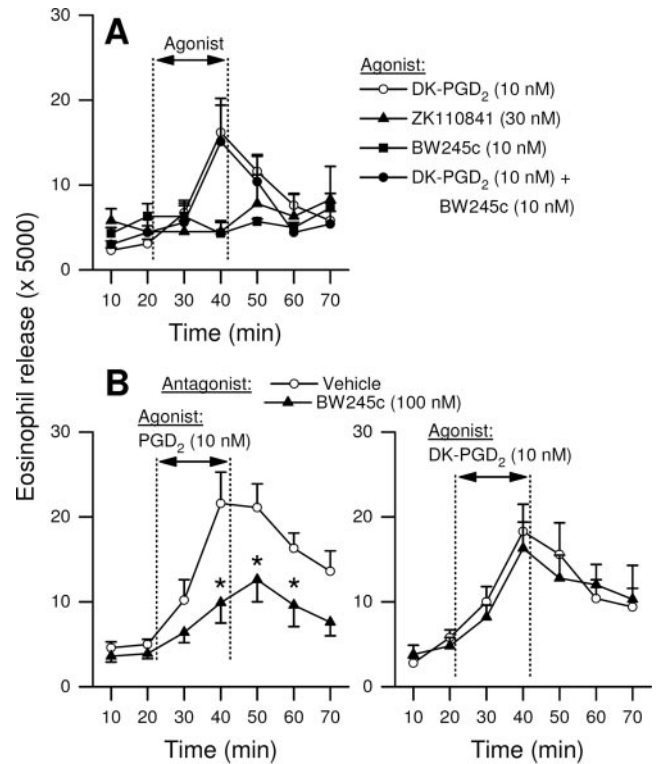 A
Agonist
Agonist:
DK-PGD2 (10 nM)
ZK110841 (30 nM)
BW245c (10 nM)
DK-PGD2 (10 nM) +
BW245c (10 nM)
30
20
10
0
10 20 30 40 50 60 70
Time (min)
Eosinophil release (x 5000)
B
Antagonist:
Vehicle
BW245c (100 nM)
Agonist:
PGD2 (10 nM)
30
20
10
0
* * *
10 20 30 40 50 60 70
Time (min)
Agonist:
DK-PGD2 (10 nM)
30
20
10
0
10 20 30 40 50 60 70
Time (min)